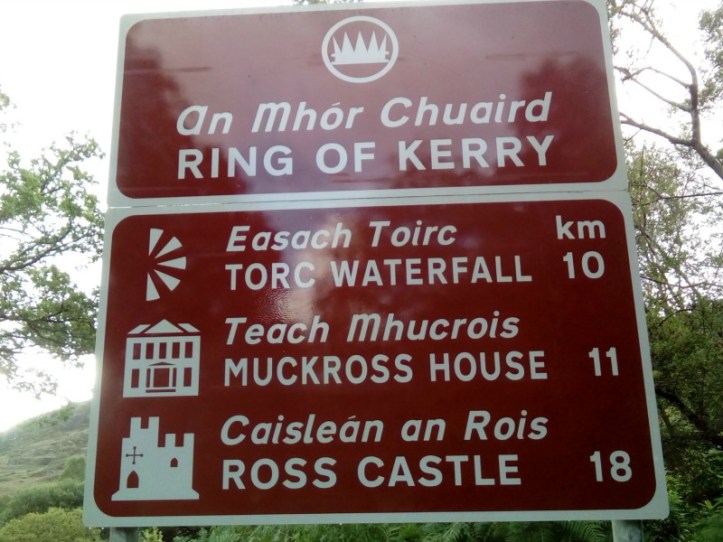 An Mhór Chuaird
RING OF KERRY
km
Easach Toirc
TORC WATERFALL 10
Teach Mhucrois
MUCKROSS HOUSE 11
Caisleán an Rois
ROSS CASTLE 18